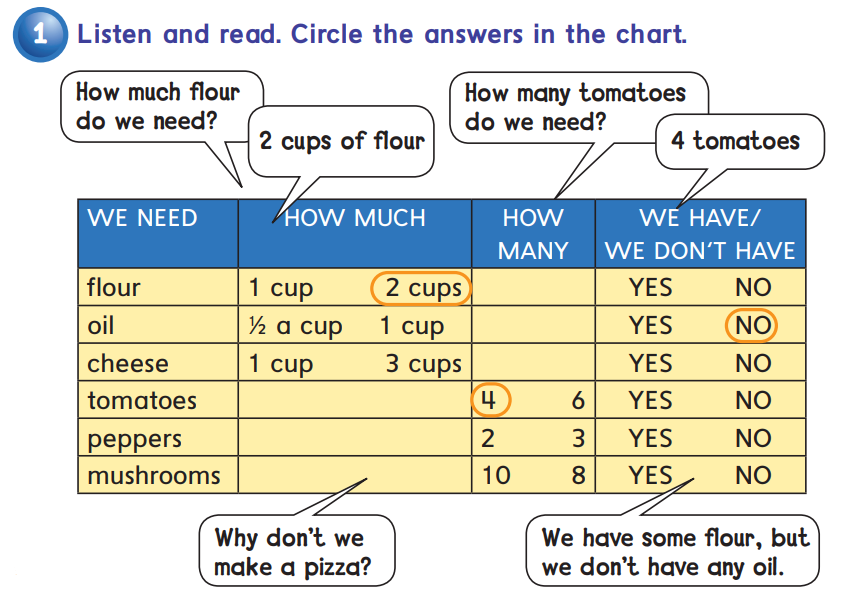 1 Listen and read. Circle the answers in the chart.
How much flour
do we need?
2 cups of flour
How many tomatoes
do we need?
4 tomatoes
WE NEED HOW MUCH HOW MANY WE HAVE/ WE DON'T HAVE
flour 1 cup 2 cups YES NO
oil ½ a cup 1 cup YES NO
cheese 1 cup 3 cups YES NO
tomatoes 4 6 YES NO
peppers 2 3 YES NO
mushrooms 10 8 YES NO
Why don't we
make a pizza?
We have some flour, but
we don't have any oil.